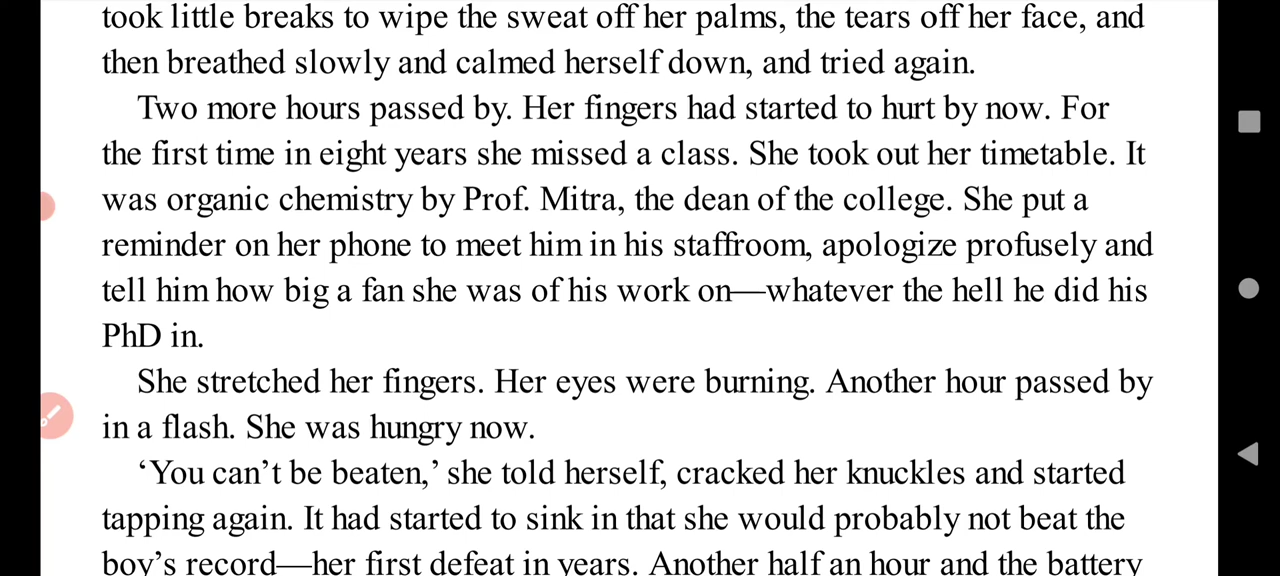 took little breaks to wipe the sweat off her palms, the tears off her face, and
then breathed slowly and calmed herself down, and tried again.
Two more hours passed by. Her fingers had started to hurt by now. For
the first time in eight years she missed a class. She took out her timetable. It
was organic chemistry by Prof. Mitra, the dean of the college. She put a
reminder on her phone to meet him in his staffroom, apologize profusely and
tell him how big a fan she was of his work on—whatever the hell he did his
PhD in.
She stretched her fingers. Her eyes were burning. Another hour passed by
in a flash. She was hungry now.
‘You can’t be beaten,’ she told herself, cracked her knuckles and started
tapping again. It had started to sink in that she would probably not beat the
boy’s record—her first defeat in years. Another half an hour and the battery